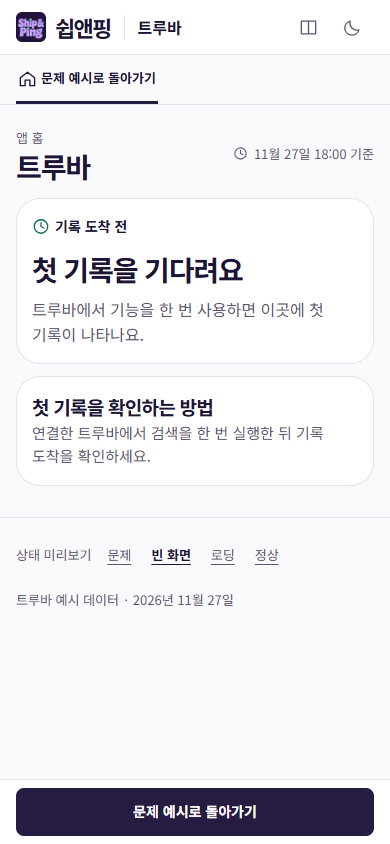 Ship&
Ping
쉽앤핑
트루바
문제 예시로 돌아가기
앱 홈
트루바
11월 27일 18:00 기준
기록 도착 전
첫 기록을 기다려요
트루바에서 기능을 한 번 사용하면 이곳에 첫
기록이 나타나요.
첫 기록을 확인하는 방법
연결한 트루바에서 검색을 한 번 실행한 뒤 기록
도착을 확인하세요.
상태 미리보기 문제 빈 화면 로딩 정상
트루바 예시 데이터 · 2026년 11월 27일
문제 예시로 돌아가기